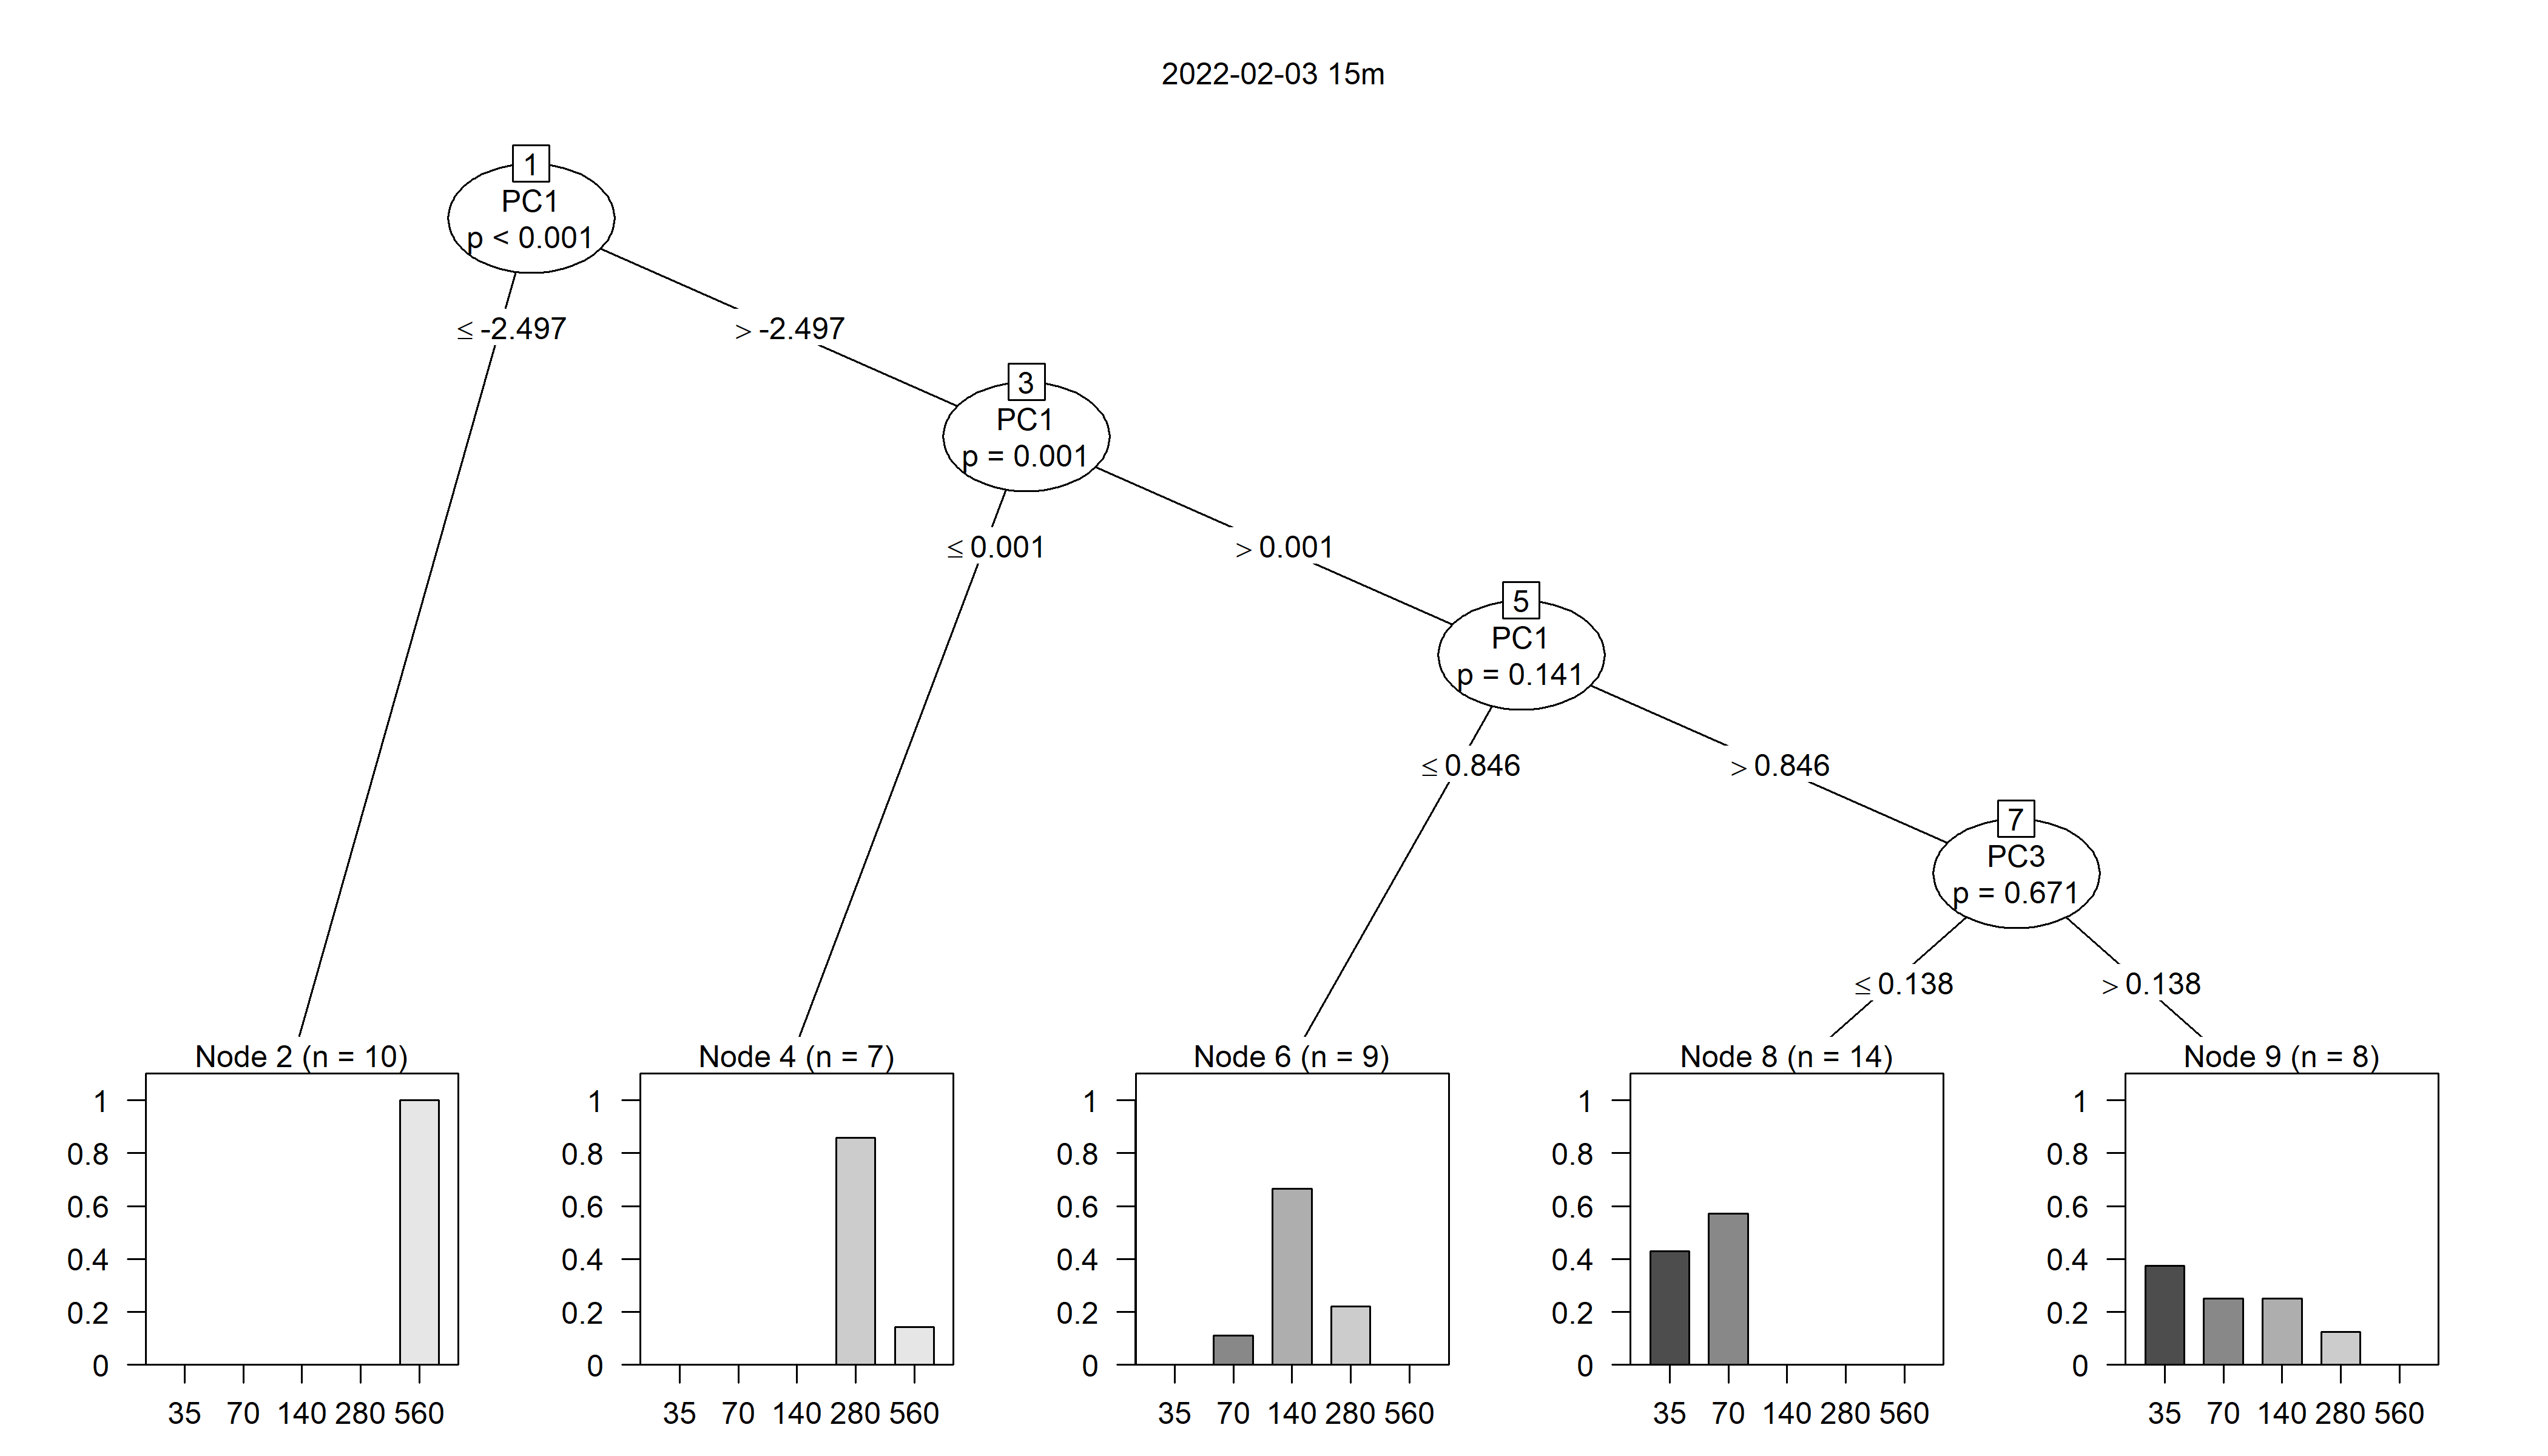 2022-02-03 15m
1
PC1
p < 0.001
≤ -2.497
> -2.497
3
PC1
p = 0.001
≤ 0.001
> 0.001
5
PC1
p = 0.141
≤ 0.846
> 0.846
7
PC3
p = 0.671
≤ 0.138
> 0.138
Node 2 (n = 10)
1
0.8
0.6
0.4
0.2
0
35 70 140 280 560
Node 4 (n = 7)
1
0.8
0.6
0.4
0.2
0
35 70 140 280 560
Node 6 (n = 9)
1
0.8
0.6
0.4
0.2
0
35 70 140 280 560
Node 8 (n = 14)
1
0.8
0.6
0.4
0.2
0
35 70 140 280 560
Node 9 (n = 8)
1
0.8
0.6
0.4
0.2
0
35 70 140 280 560